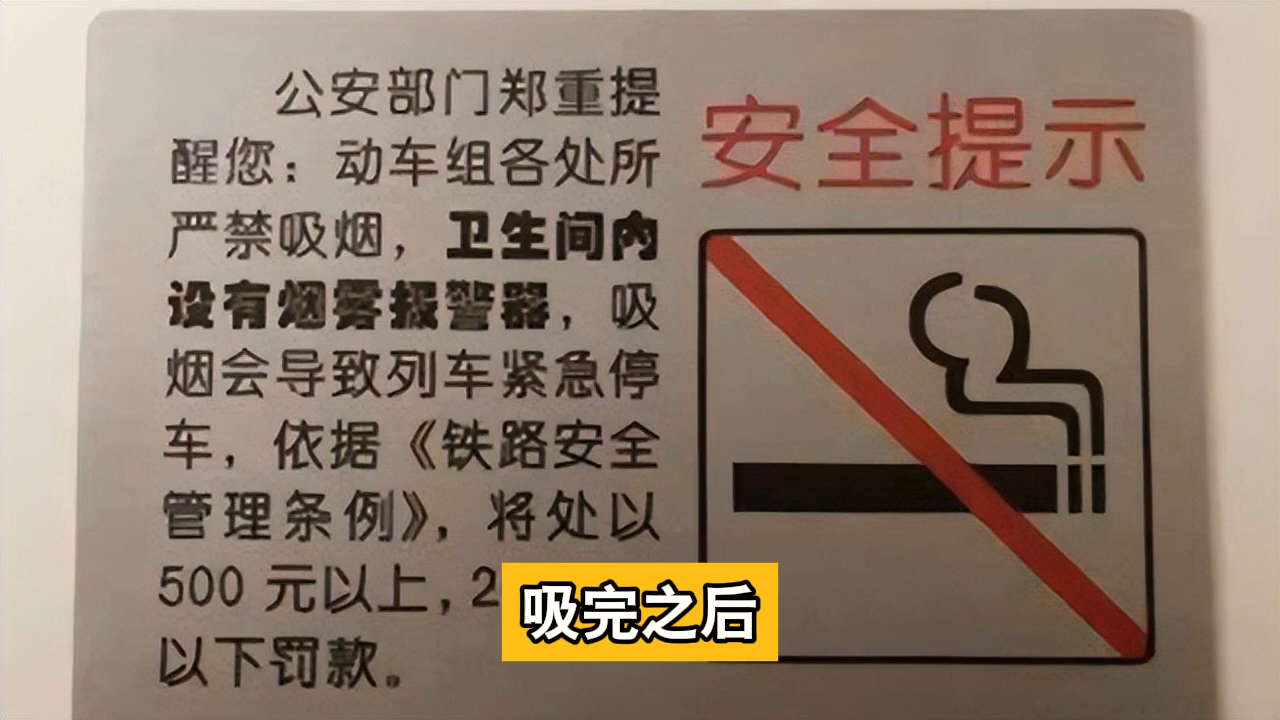 公安部门郑重提
醒您：动车组各处所
严禁吸烟，卫生间内
设有烟雾报警器，吸
烟会导致列车紧急停
车，依据《铁路安全
管理条例》，将处以
500 元以上，2
以下罚款。
安全提示
吸完之后